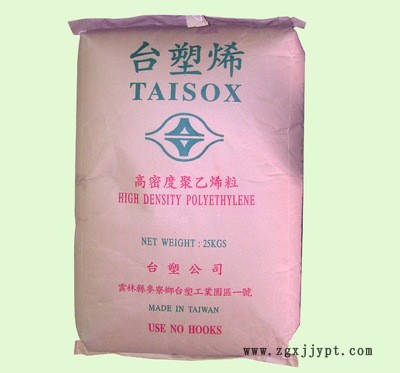 台塑烯
TAISOX
高密度聚乙烯粒
HIGH DENSITY POLYETHYLENE
NET WEIGHT : 25KGS
台塑公司
雲林縣麥寮鄉台塑工業園區一號
MADE IN TAIWAN
USE NO HOOKS
www.zgxjjypt.com